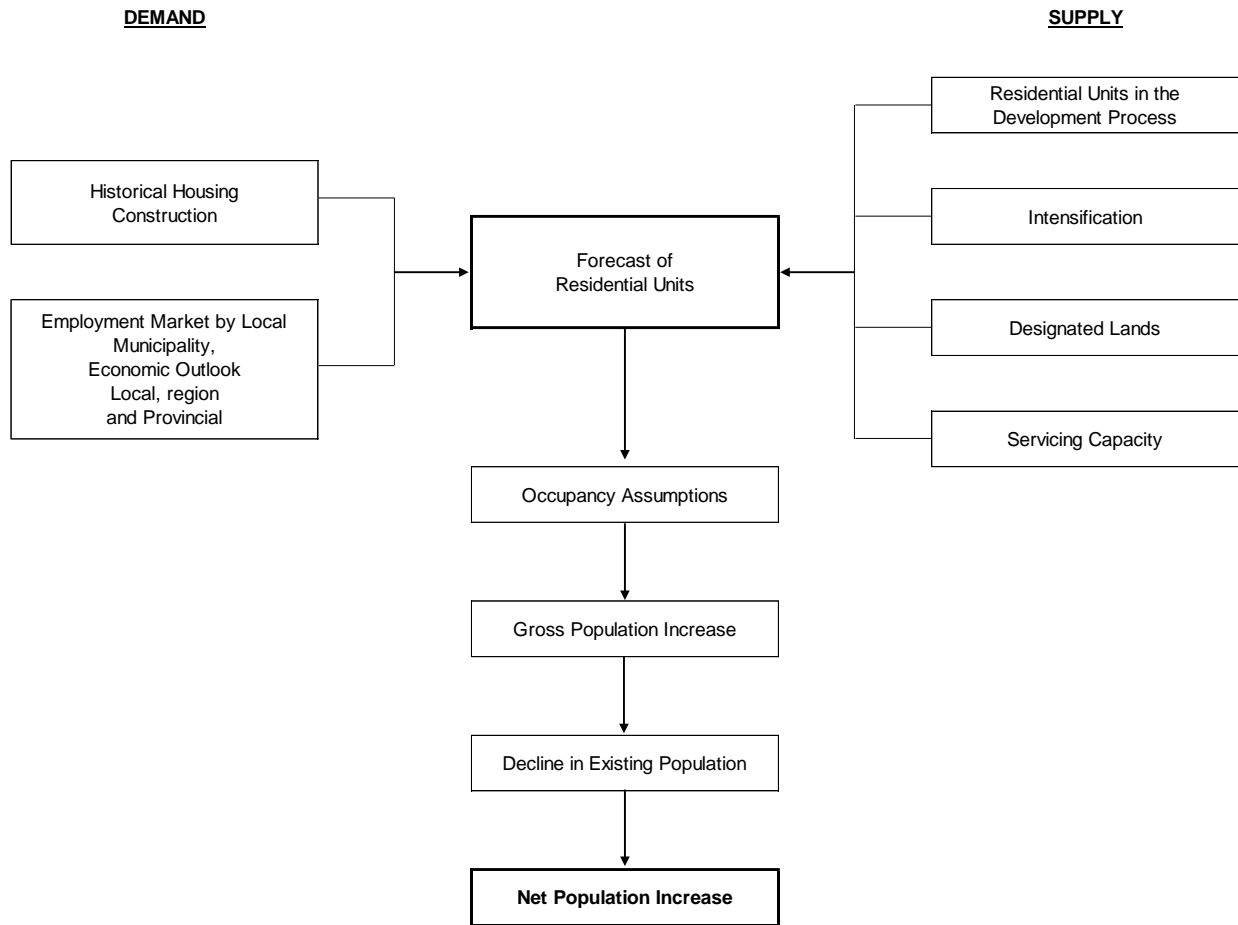 DEMAND
SUPPLY
Residential Units in the
Development Process
Historical Housing
Construction
Intensification
Forecast of
Residential Units
Employment Market by Local
Municipality,
Economic Outlook
Local, region
and Provincial
Designated Lands
Servicing Capacity
Occupancy Assumptions
Gross Population Increase
Decline in Existing Population
Net Population Increase